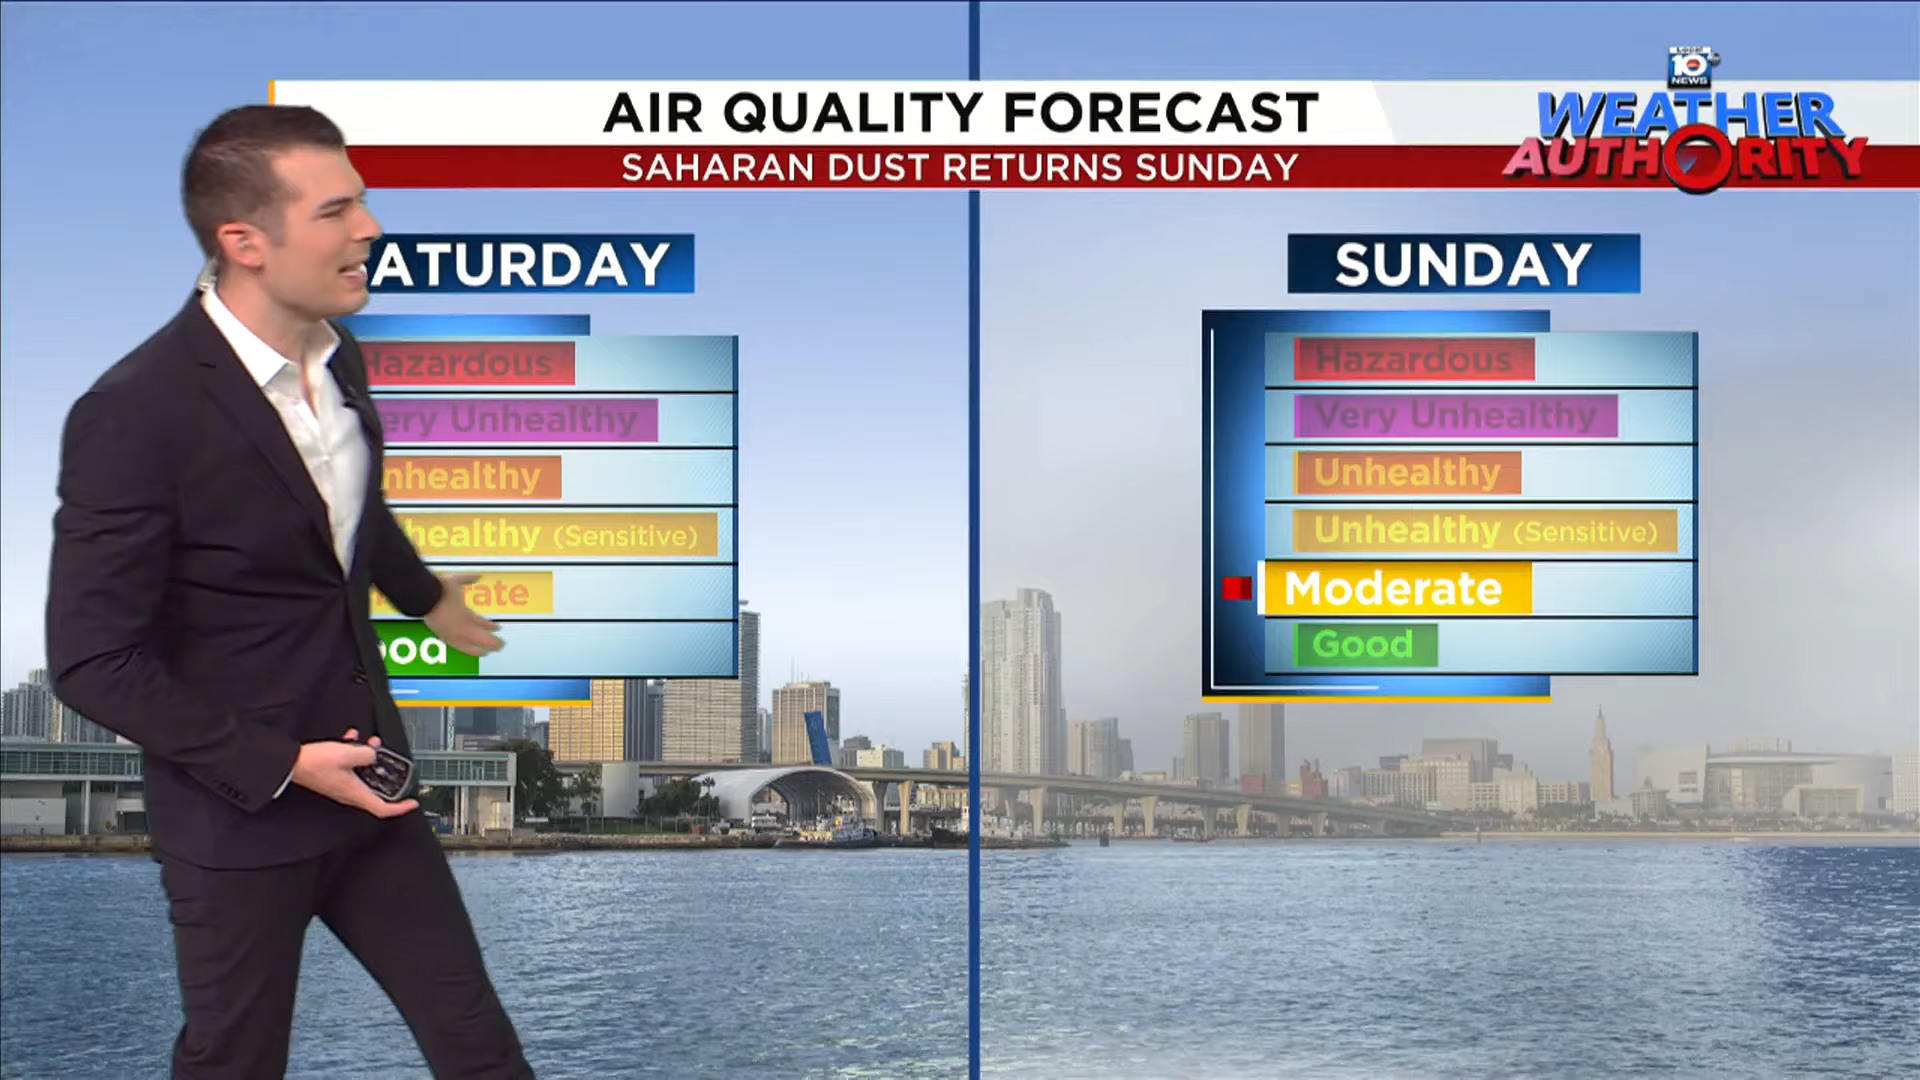 LOCAL
10
NEWS
WEATHER
AUTHORITY
AIR QUALITY FORECAST
SAHARAN DUST RETURNS SUNDAY
ATURDAY
Hazardous
ery Unhealthy
nhealthy
healthy (Sensitive)
rate
ood
SUNDAY
Hazardous
Very Unhealthy
Unhealthy
Unhealthy (Sensitive)
Moderate
Good